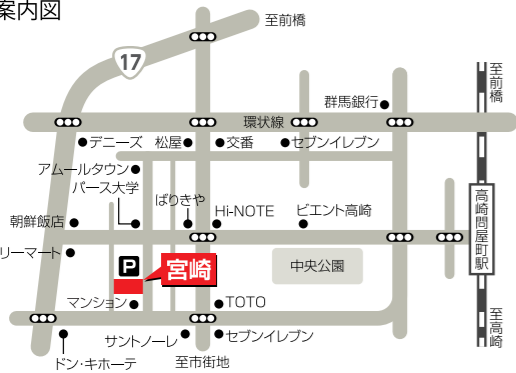 案内図
至前橋
17
至前橋
群馬銀行
環状線
デニーズ
松屋
交番
セブンイレブン
アムールタウン
パース大学
ばりきや
朝鮮飯店
Hi-NOTE
ビエント高崎
高崎問屋町駅
リーマート
P
宮崎
中央公園
マンション
TOTO
サントノーレ
セブンイレブン
至高崎
ドン・キホーテ
至市街地